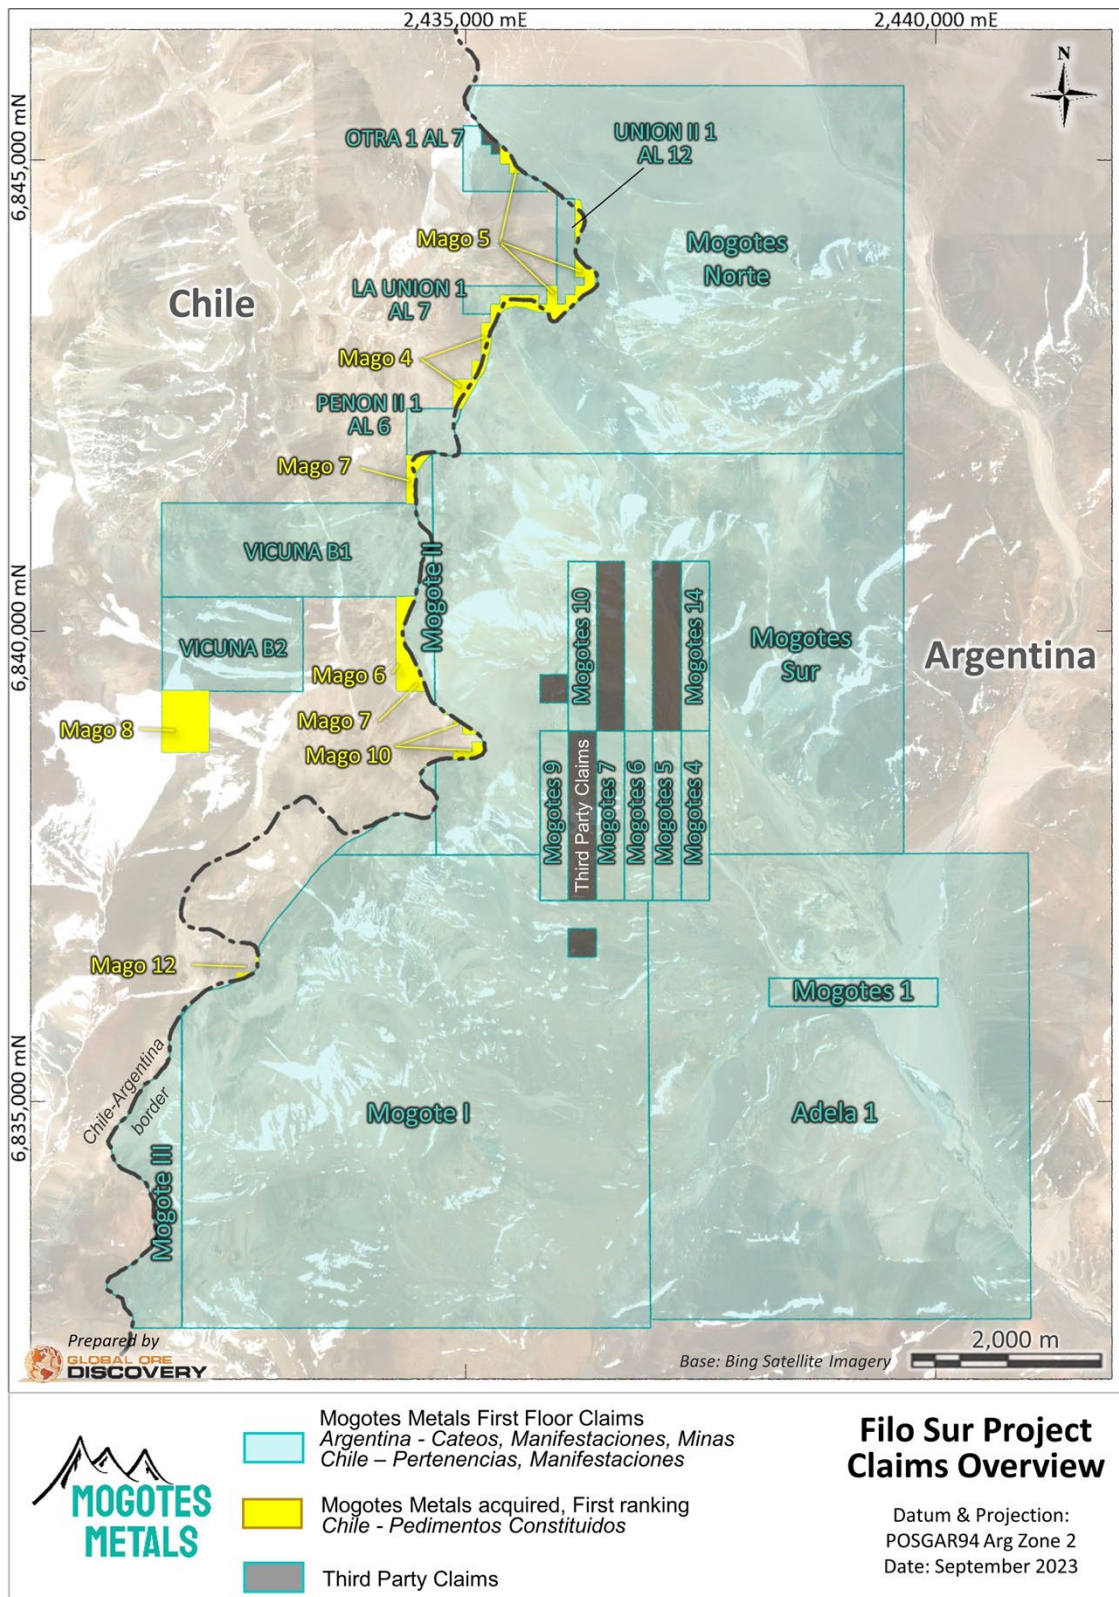 2,435,000 mE
2,440,000 mE
N
6,845,000 mN
6,840,000 mN
6,835,000 mN
OTRA 1 AL 7
UNION II 1
AL 12
Mago 5
Mogotes
Norte
Chile
LA UNION 1
AL 7
Mago 4
PENON II 1
AL 6
Mago 7
VICUNA B1
Mogote II
VICUNA B2
Mogotes 10
Mogotes 14
Mogotes
Sur
Argentina
Mago 6
Mago 7
Mago 8
Mago 10
Mogotes 9
Third Party Claims
Mogotes 7
Mogotes 6
Mogotes 5
Mogotes 4
Mago 12
Mogotes 1
Chile-Argentina
border
Mogote I
Adela 1
Mogote III
Prepared by
GLOBAL ORE
DISCOVERY
Base: Bing Satellite Imagery
2,000 m
MOGOTES
METALS
Mogotes Metals First Floor Claims
Argentina - Cateos, Manifestaciones, Minas
Chile – Pertenencias, Manifestaciones
Mogotes Metals acquired, First ranking
Chile - Pedimentos Constituidos
Third Party Claims
Filo Sur Project
Claims Overview
Datum & Projection:
POSGAR94 Arg Zone 2
Date: September 2023